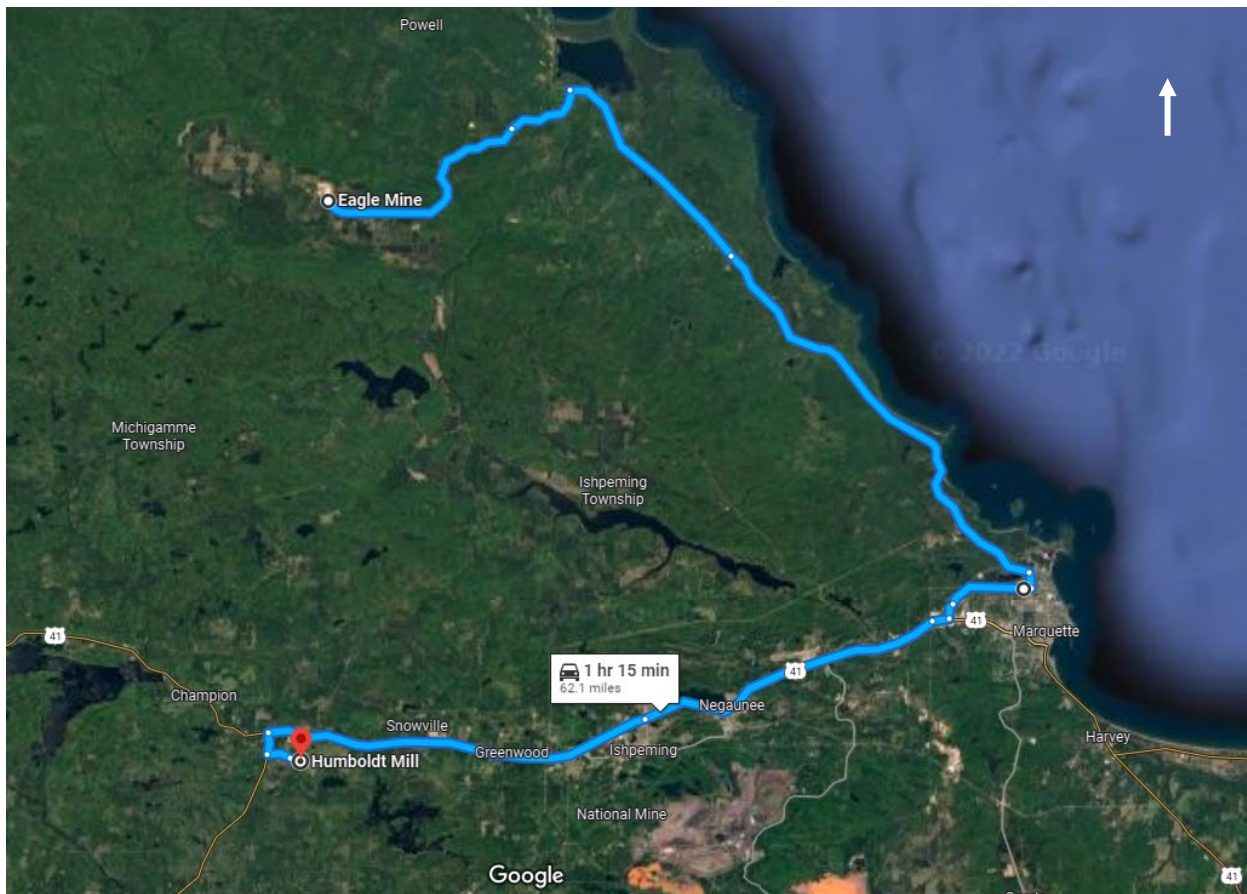 Powell
Eagle Mine
© 2022 Google
Michigamme
Township
Ishpeming
Township
41
41
Marquette
1 hr 15 min
62.1 miles
41
Champion
Negaunee
Snowville
Harvey
Greenwood
Ishpeming
Humboldt Mill
National Mine
Google
41